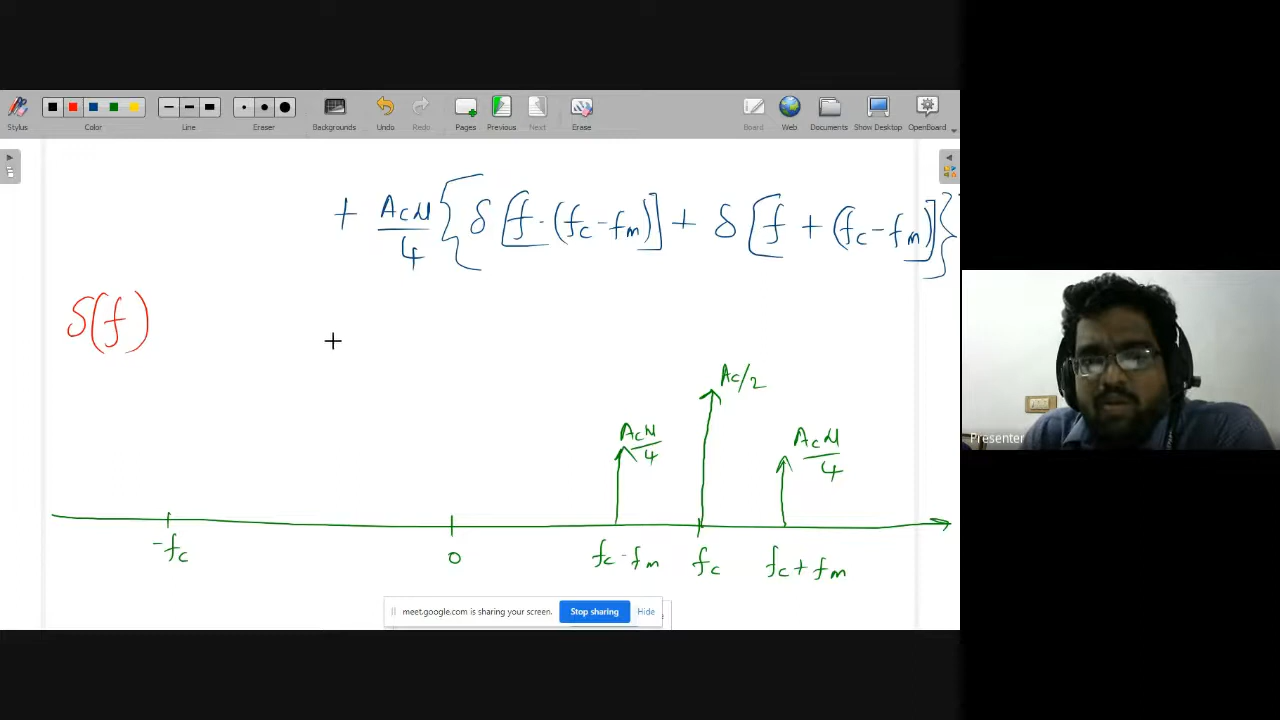 Stylus Color Line Eraser Backgrounds Undo Redo Pages Previous Next Erase Board Web Documents Show Desktop OpenBoard
+ AcM/4 { δ [f - (fc - fm)] + δ [f + (fc - fm)] }
δ(f)
Ac/2
AcM/4
AcM/4
-fc 0 fc - fm fc fc + fm
Presenter
meet.google.com is sharing your screen. Stop sharing Hide